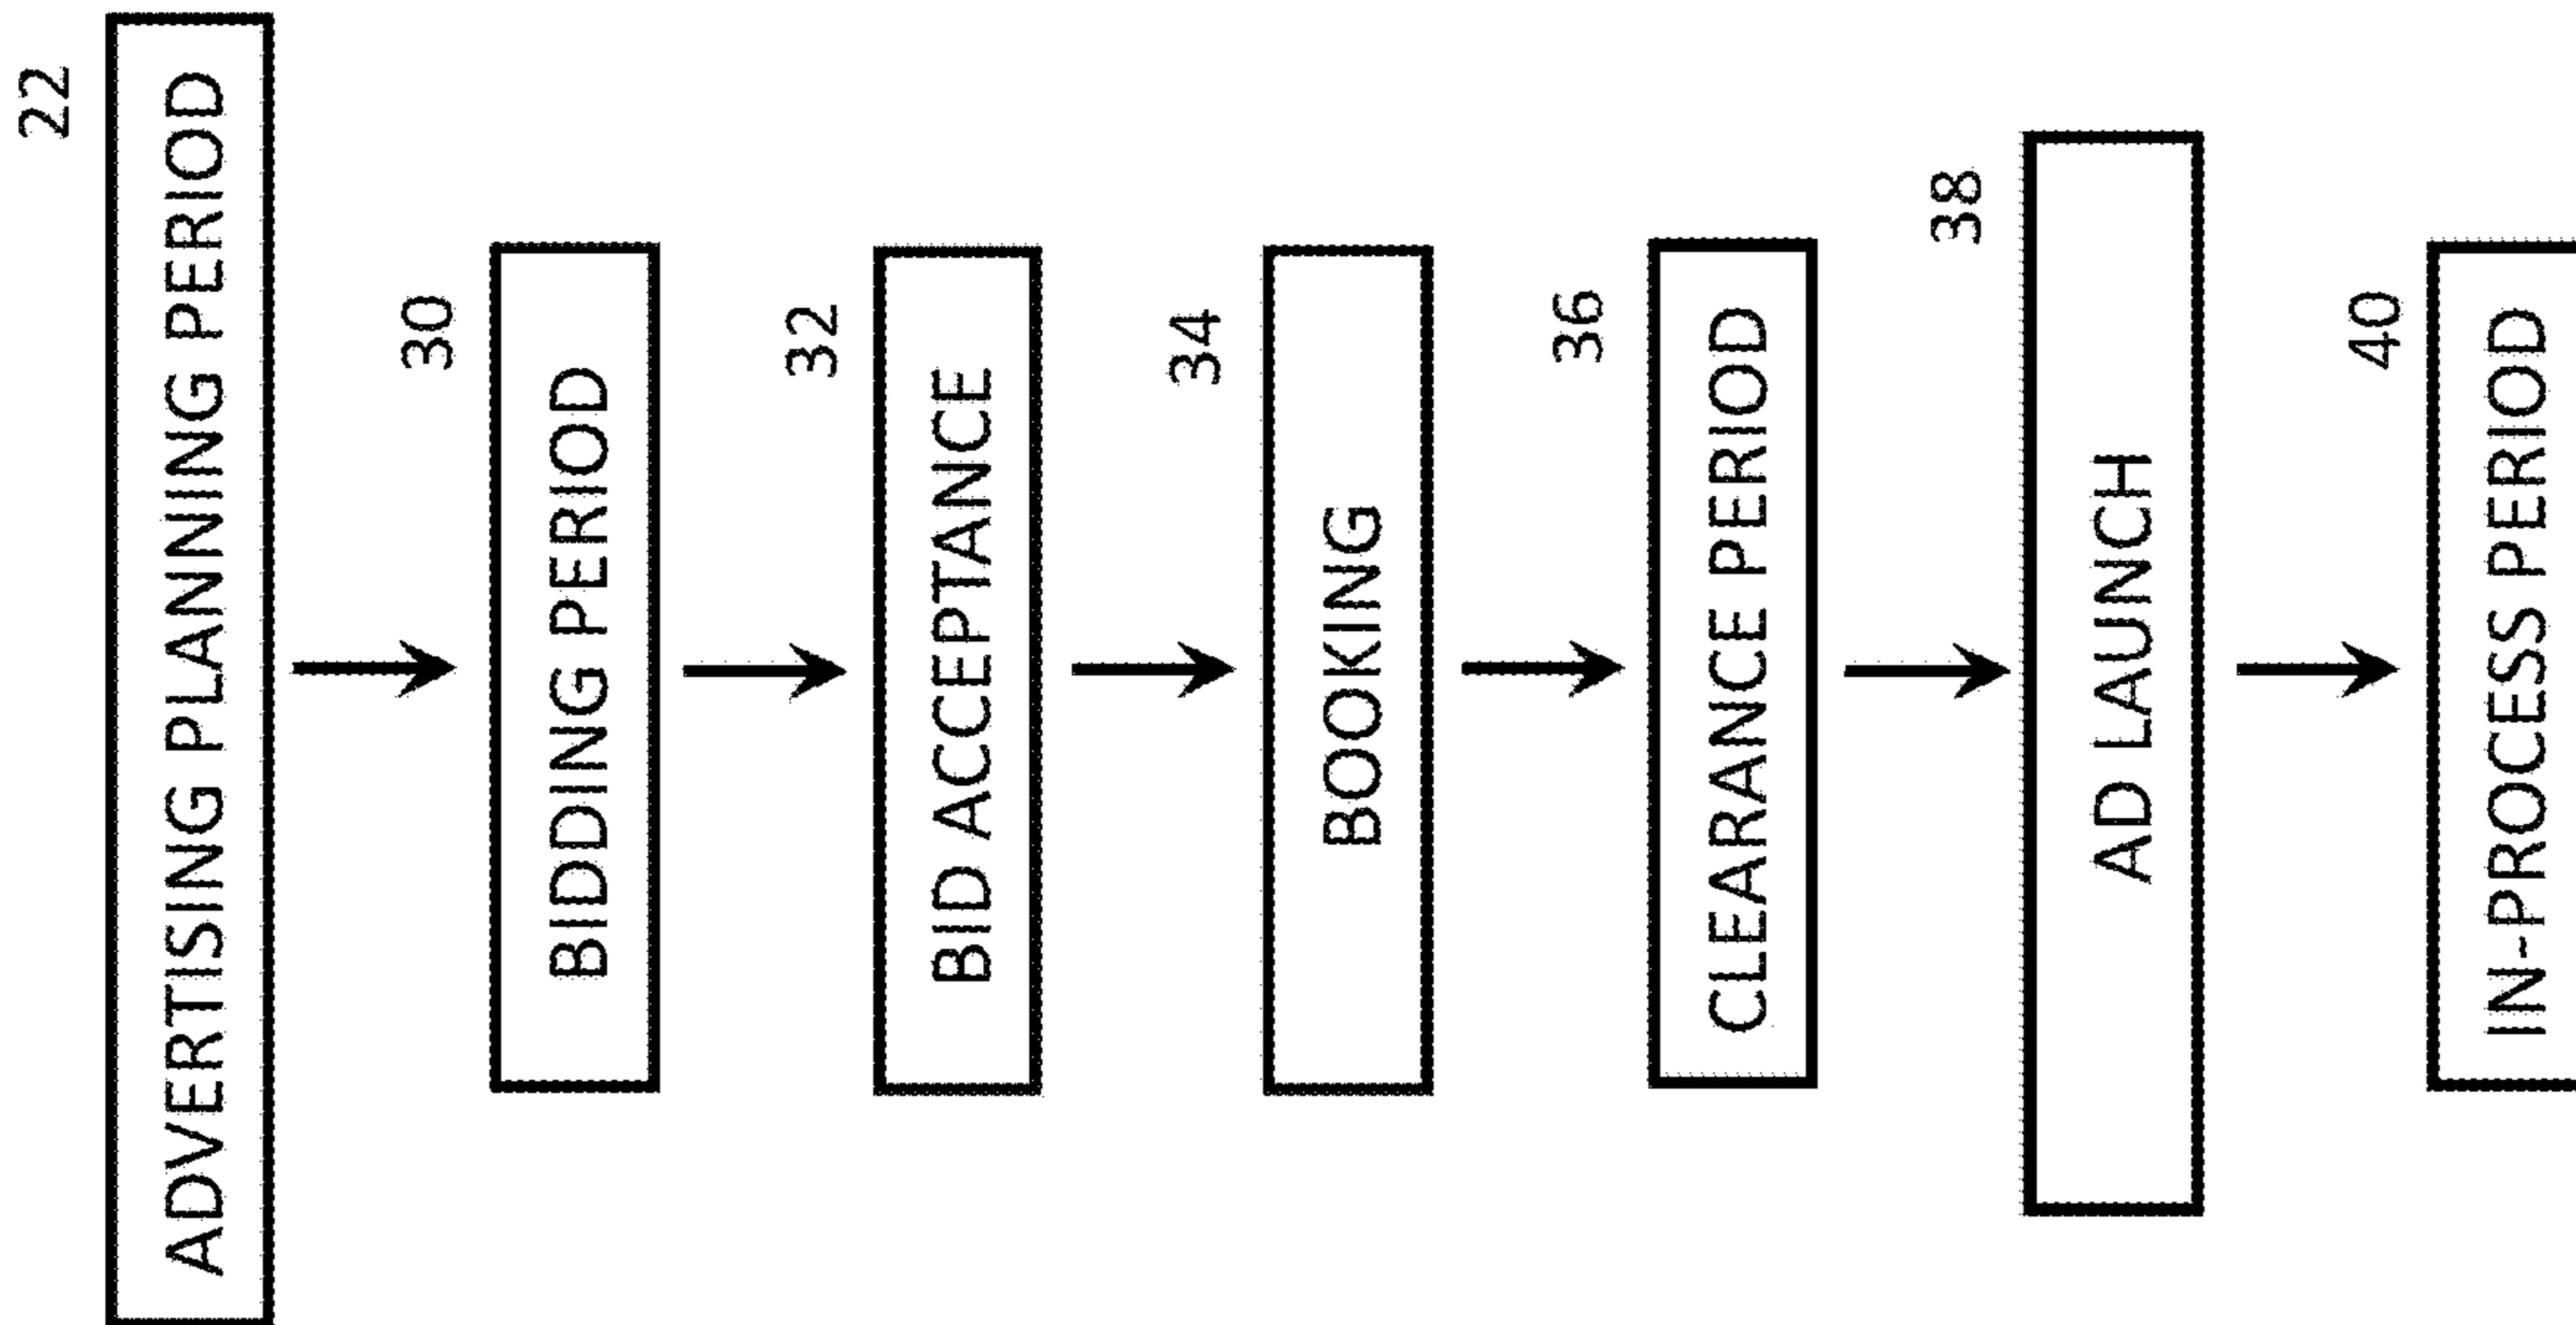 22
ADVERTISING PLANNING PERIOD
30
BIDDING PERIOD
32
BID ACCEPTANCE
34
BOOKING
36
CLEARANCE PERIOD
38
AD LAUNCH
40
IN-PROCESS PERIOD